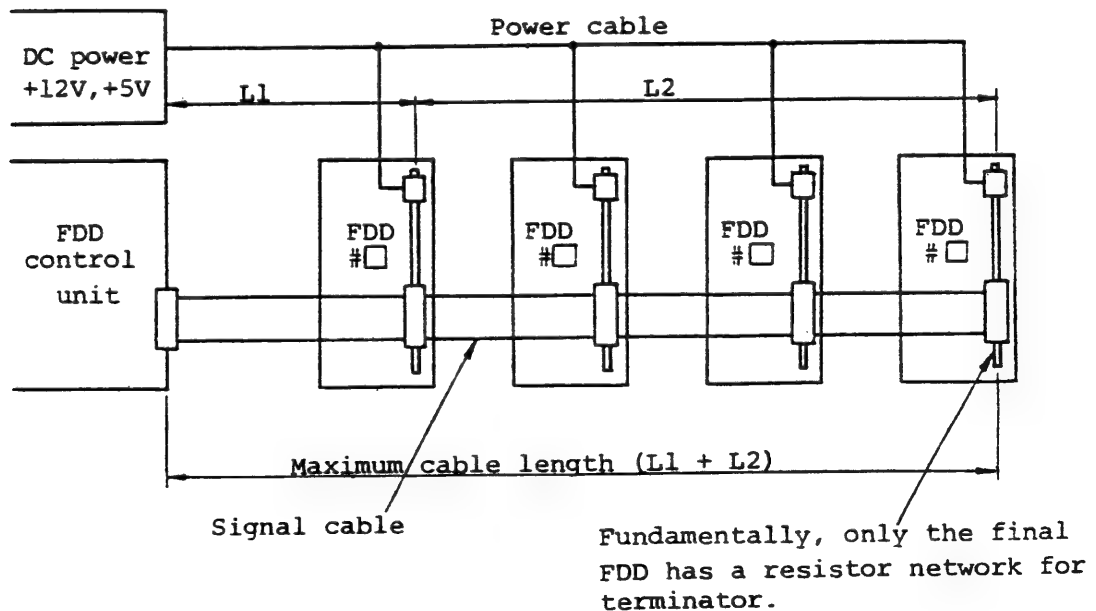 Power cable
DC power
+12V,+5V
L1
L2
FDD
control
unit
FDD
#□
FDD
#□
FDD
#□
FDD
#□
Maximum cable length (L1 + L2)
Signal cable
Fundamentally, only the final
FDD has a resistor network for
terminator.